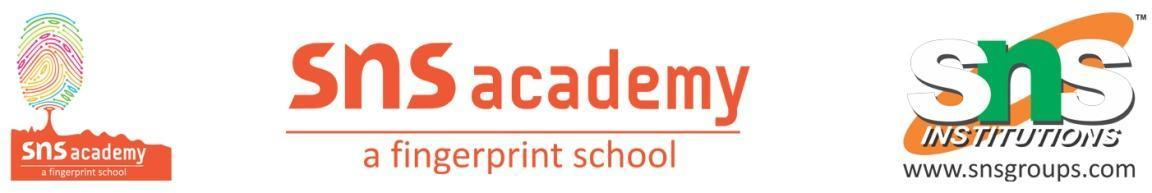 sns academy
a fingerprint school
sns academy
a fingerprint school
sns TM
INSTITUTIONS
www.snsgroups.com